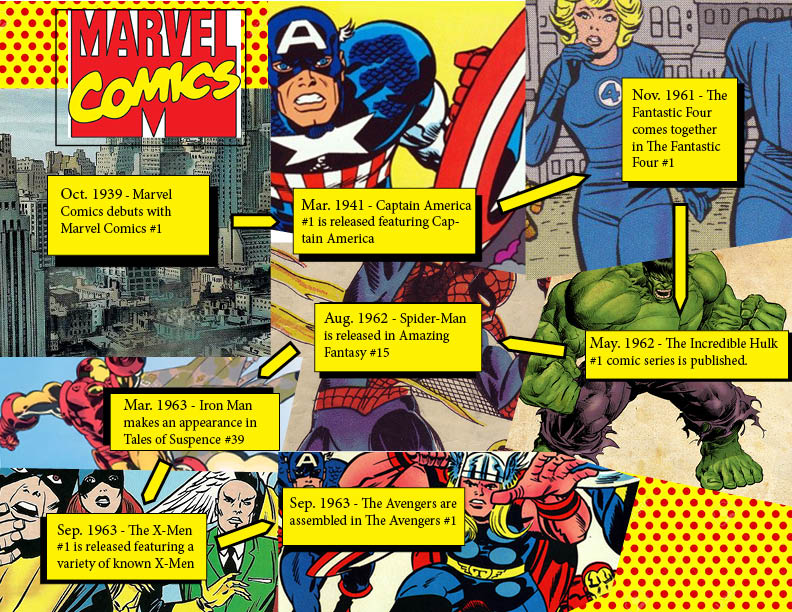 MARVEL
COMICS
M
A
4
Oct. 1939 - Marvel
Comics debuts with
Marvel Comics #1
Mar. 1941 - Captain America
#1 is released featuring Cap-
tain America
Nov. 1961 - The
Fantastic Four
comes together
in The Fantastic
Four #1
May. 1962 - The Incredible Hulk
#1 comic series is published.
Aug. 1962 - Spider-Man
is released in Amazing
Fantasy #15
Mar. 1963 - Iron Man
makes an appearance in
Tales of Suspence #39
Sep. 1963 - The X-Men
#1 is released featuring a
variety of known X-Men
Sep. 1963 - The Avengers are
assembled in The Avengers #1